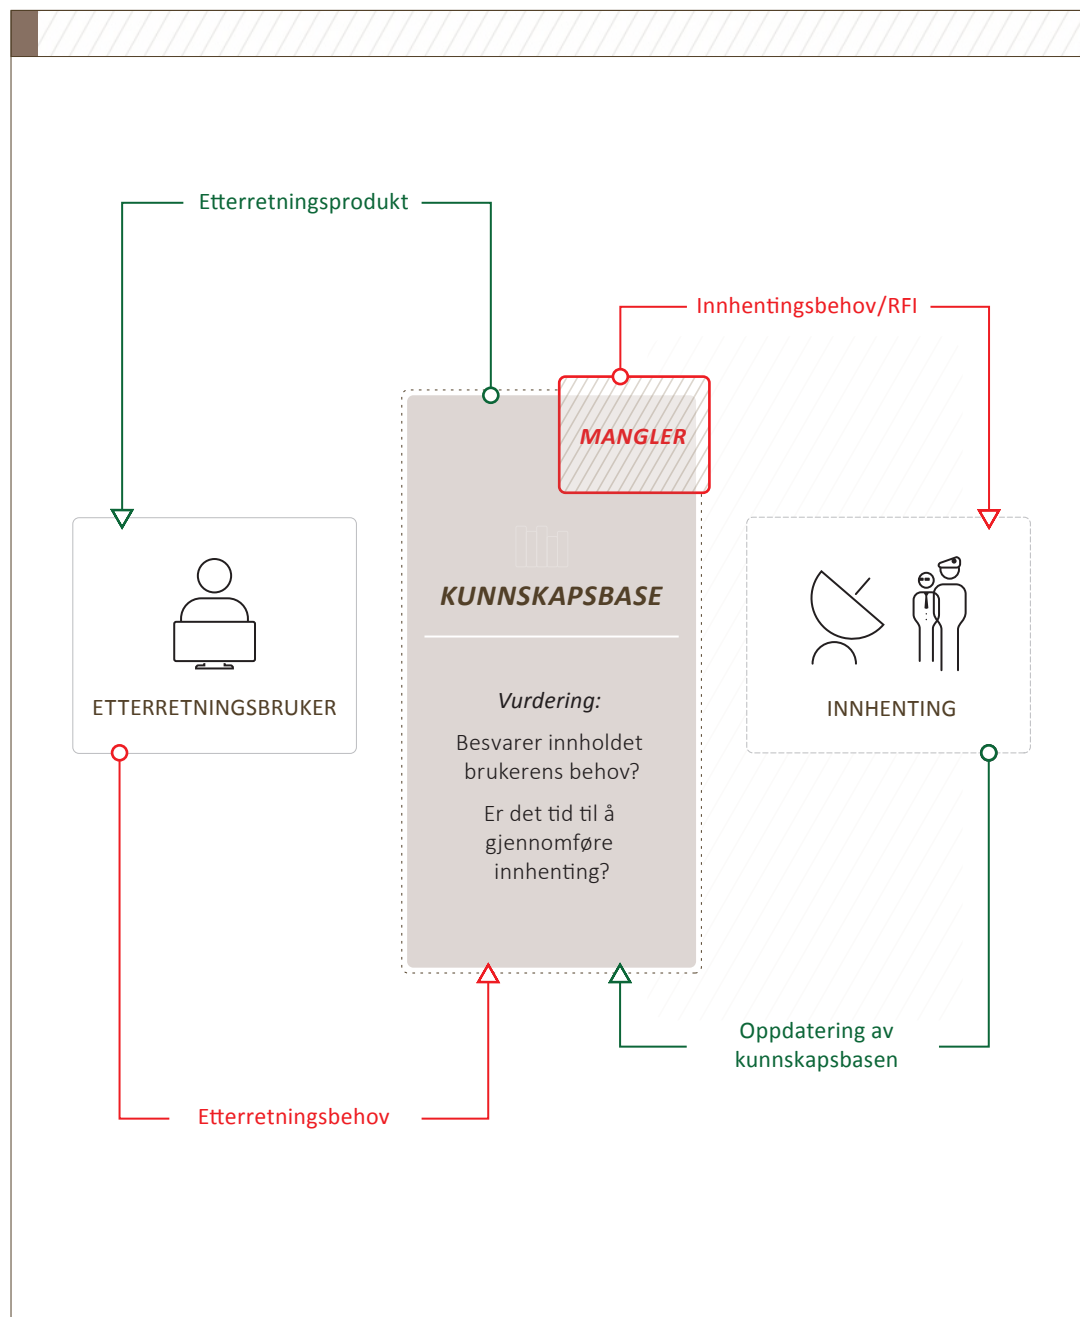 Etterretningsprodukt
Innhentingsbehov/RFI
MANGLER
KUNNSKAPSBASE
Vurdering:
Besvarer innholdet
brukerens behov?
Er det tid til å
gjennomføre
innhenting?
ETTERRETNINGSBRUKER
INNHENTING
Oppdatering av
kunnskapsbasen
Etterretningsbehov